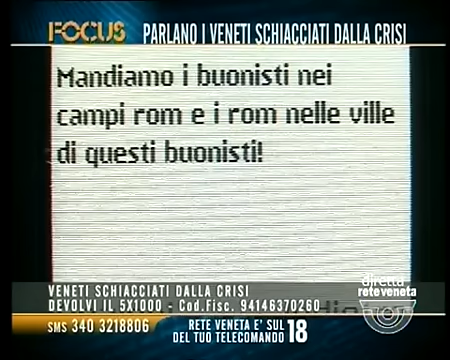 FOCUS PARLANO I VENETI SCHIACCIATI DALLA CRISI
Mandiamo i buonisti nei
campi rom e i rom nelle ville
di questi buonisti!
VENETI SCHIACCIATI DALLA CRISI
DEVOLVI IL 5X1000 - Cod.Fisc. 94146370260
diretta
reteveneta
SMS 340 3218806
RETE VENETA E' SUL
DEL TUO TELECOMANDO 18